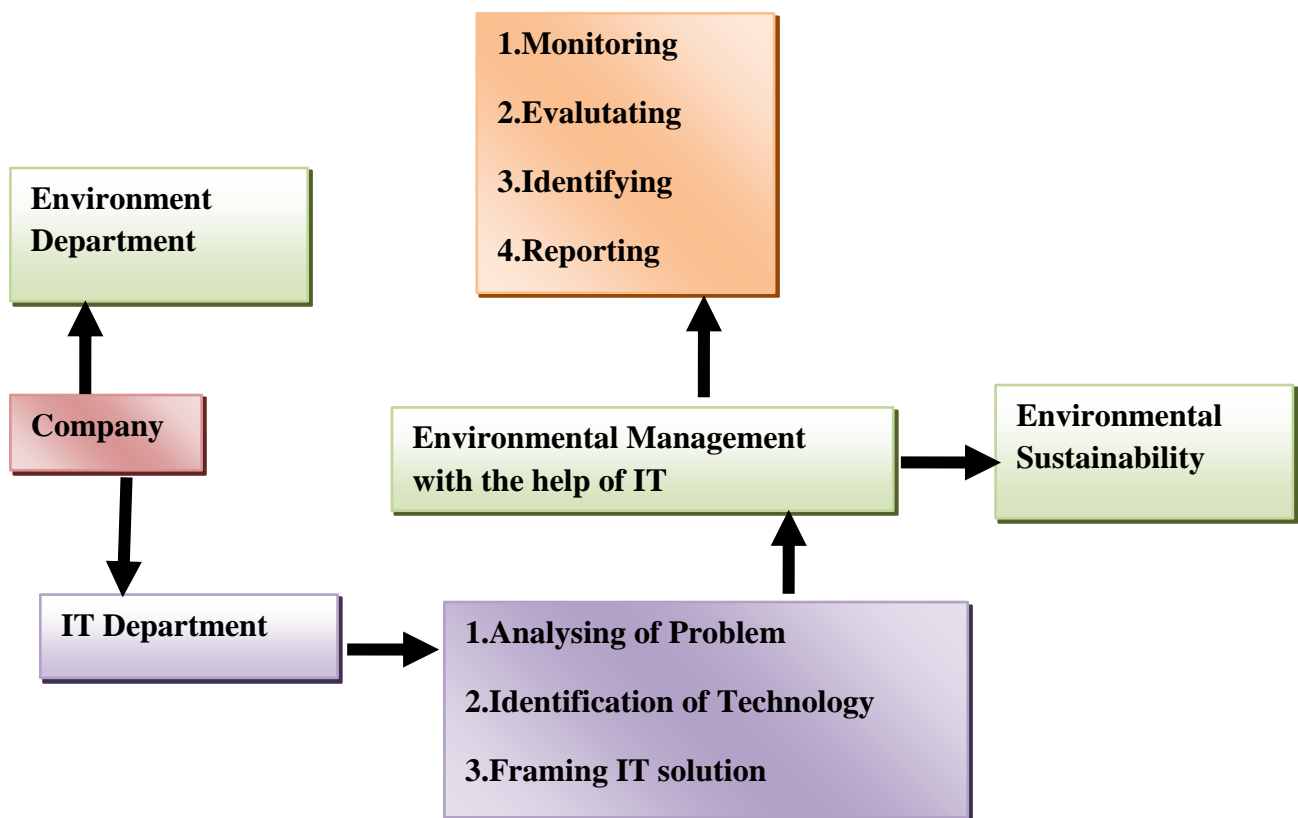 1.Monitoring
2.Evalutating
3.Identifying
4.Reporting
Environment
Department
Company
Environmental Management
with the help of IT
Environmental
Sustainability
IT Department
1.Analysing of Problem
2.Identification of Technology
3.Framing IT solution